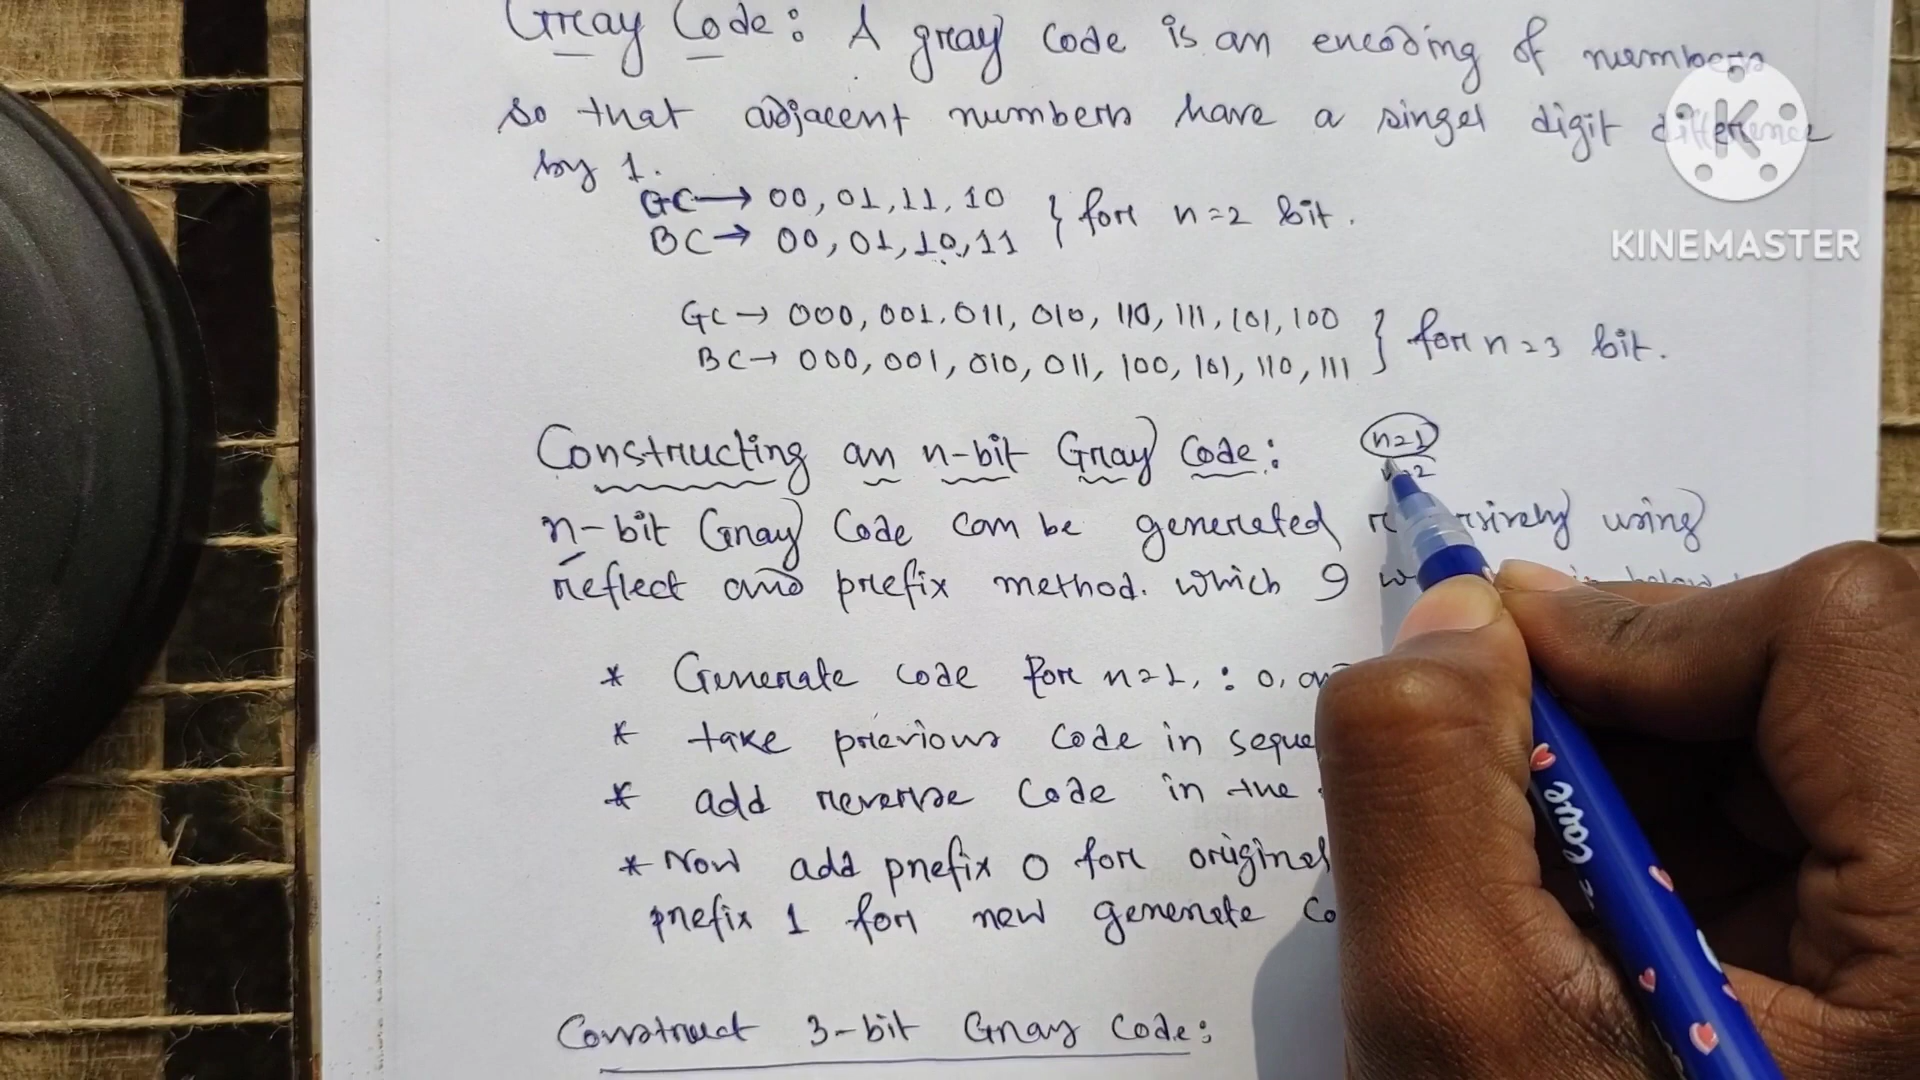 Gray Code: A gray code is an encoding of numbers
so that adjacent numbers have a singel digit difference
by 1.
GC → 00, 01, 11, 10
BC → 00, 01, 10, 11 } for n=2 bit.
GC → 000, 001, 011, 010, 110, 111, 101, 100
BC → 000, 001, 010, 011, 100, 101, 110, 111 } for n=3 bit.
Constructing an n-bit Gray Code: n=1
n-bit Gray Code can be generated using
reflect and prefix method. which I
* Generate code for n=1, : 0,
* take previous code in
* add reverse code in the
* Now add prefix 0 for original
prefix 1 for new generate
Construct 3-bit Gray Code:
KINEMASTER
K
Love